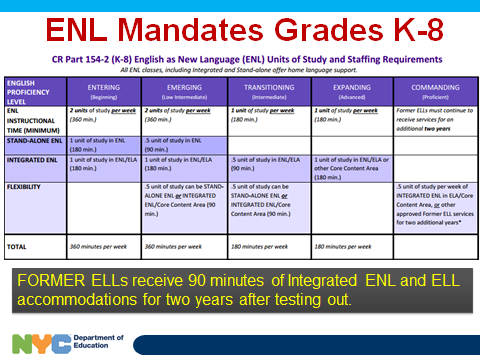 ENL Mandates Grades K-8
CR Part 154-2 (K-8) English as New Language (ENL) Units of Study and Staffing Requirements
All ENL classes, including Integrated and Stand-alone offer home language support.
ENGLISH PROFICIENCY LEVEL
ENTERING (Beginning)
EMERGING (Low Intermediate)
TRANSITIONING (Intermediate)
EXPANDING (Advanced)
COMMANDING (Proficient)
ENL INSTRUCTIONAL TIME (MINIMUM)
2 units of study per week (360 min.)
2 units of study per week (360 min.)
1 unit of study per week (180 min.)
1 unit of study per week (180 min.)
Former ELLs must continue to receive services for an additional two years
STAND-ALONE ENL
1 unit of study in ENL (180 min.)
.5 unit of study in ENL (90 min.)
INTEGRATED ENL
1 unit of study in ENL/ELA (180 min.)
1 unit of study in ENL/ELA (180 min.)
.5 unit of study in ENL/ELA (90 min.)
1 unit of study in ENL/ELA or other Core Content Area (180 min.)
FLEXIBILITY
.5 unit of study can be STAND-ALONE ENL or INTEGRATED ENL/Core Content Area (90 min.)
.5 unit of study can be STAND-ALONE ENL or INTEGRATED ENL/Core Content Area (90 min.)
.5 unit of study per week of INTEGRATED ENL in ELA/Core Content Area, or other approved Former ELL services for two additional years*
TOTAL
360 minutes per week
360 minutes per week
180 minutes per week
180 minutes per week
FORMER ELLs receive 90 minutes of Integrated ENL and ELL
accommodations for two years after testing out.
NYC Department of
Education